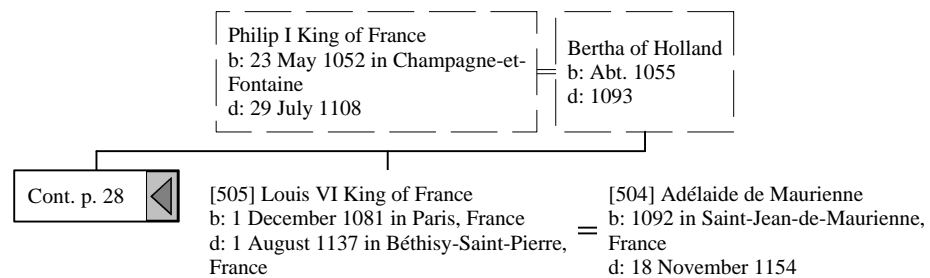 Philip I King of France
b: 23 May 1052 in Champagne-et-
Fontaine
d: 29 July 1108
Bertha of Holland
b: Abt. 1055
d: 1093
Cont. p. 28
[505] Louis VI King of France
b: 1 December 1081 in Paris, France
d: 1 August 1137 in Béthisy-Saint-Pierre,
France
=
[504] Adélaide de Maurienne
b: 1092 in Saint-Jean-de-Maurienne,
France
d: 18 November 1154